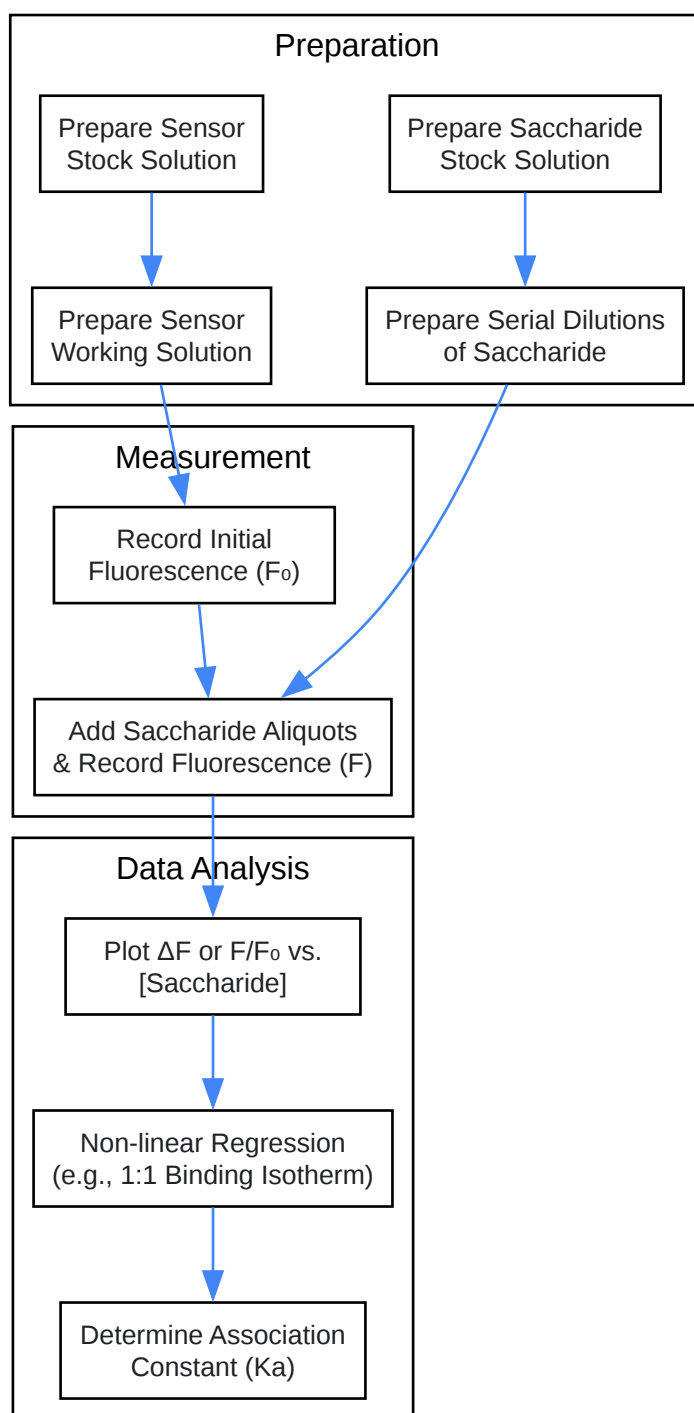 Preparation
Prepare Sensor
Stock Solution
Prepare Saccharide
Stock Solution
Prepare Sensor
Working Solution
Prepare Serial Dilutions
of Saccharide
Measurement
Record Initial
Fluorescence (F₀)
Add Saccharide Aliquots
& Record Fluorescence (F)
Data Analysis
Plot ΔF or F/F₀ vs.
[Saccharide]
Non-linear Regression
(e.g., 1:1 Binding Isotherm)
Determine Association
Constant (Ka)